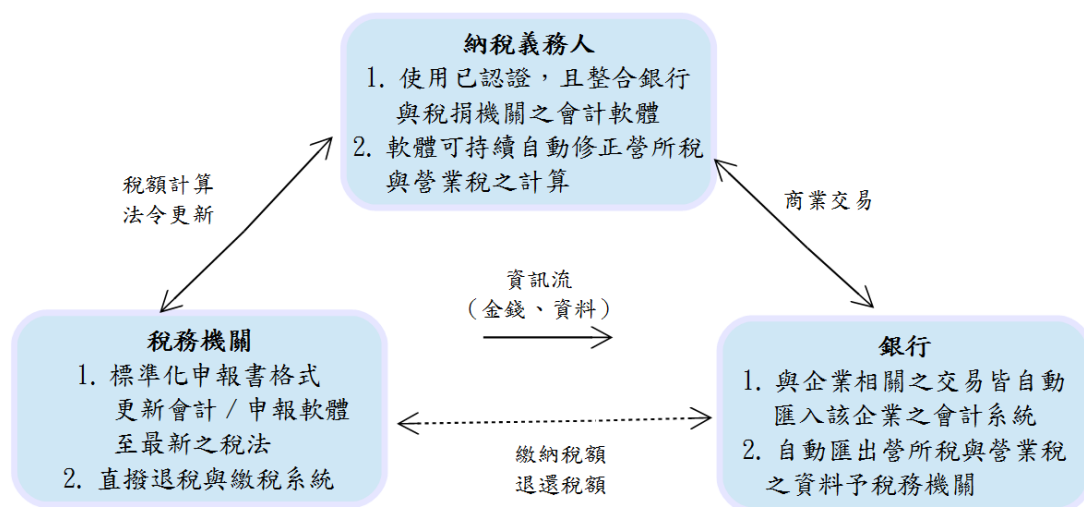 納稅義務人
1. 使用已認證，且整合銀行
與稅捐機關之會計軟體
2. 軟體可持續自動修正營所稅
與營業稅之計算
稅額計算
法令更新
商業交易
資訊流
（金錢、資料）
稅務機關
1. 標準化申報書格式
更新會計/申報軟體
至最新之稅法
2. 直撥退稅與繳稅系統
繳納稅額
退還稅額
銀行
1. 與企業相關之交易皆自動
匯入該企業之會計系統
2. 自動匯出營所稅與營業稅
之資料予稅務機關